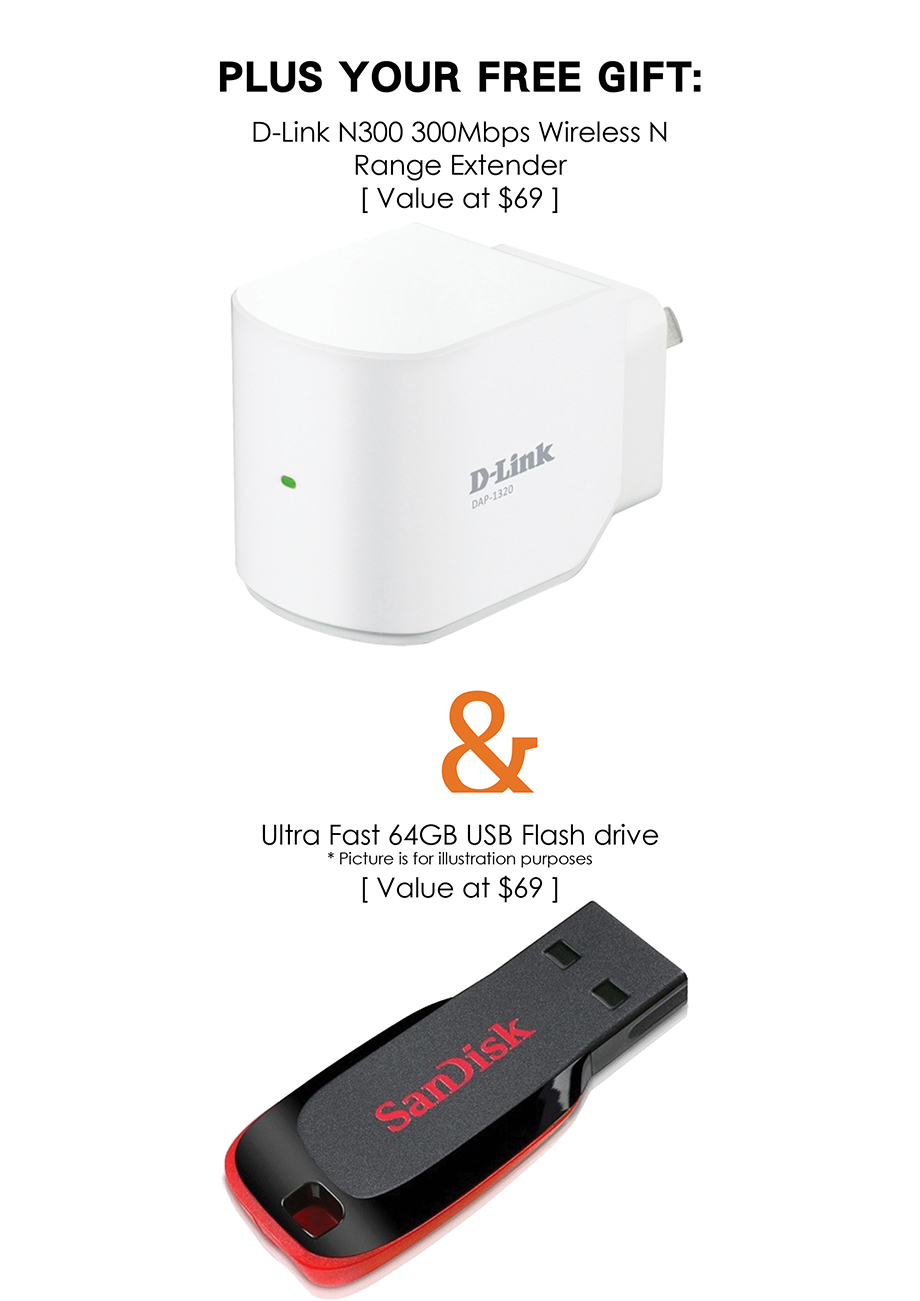 PLUS YOUR FREE GIFT:
D-Link N300 300Mbps Wireless N
Range Extender
[ Value at $69 ]
D-Link
DAP-1320
&
Ultra Fast 64GB USB Flash drive
* Picture is for illustration purposes
[ Value at $69 ]
SanDisk